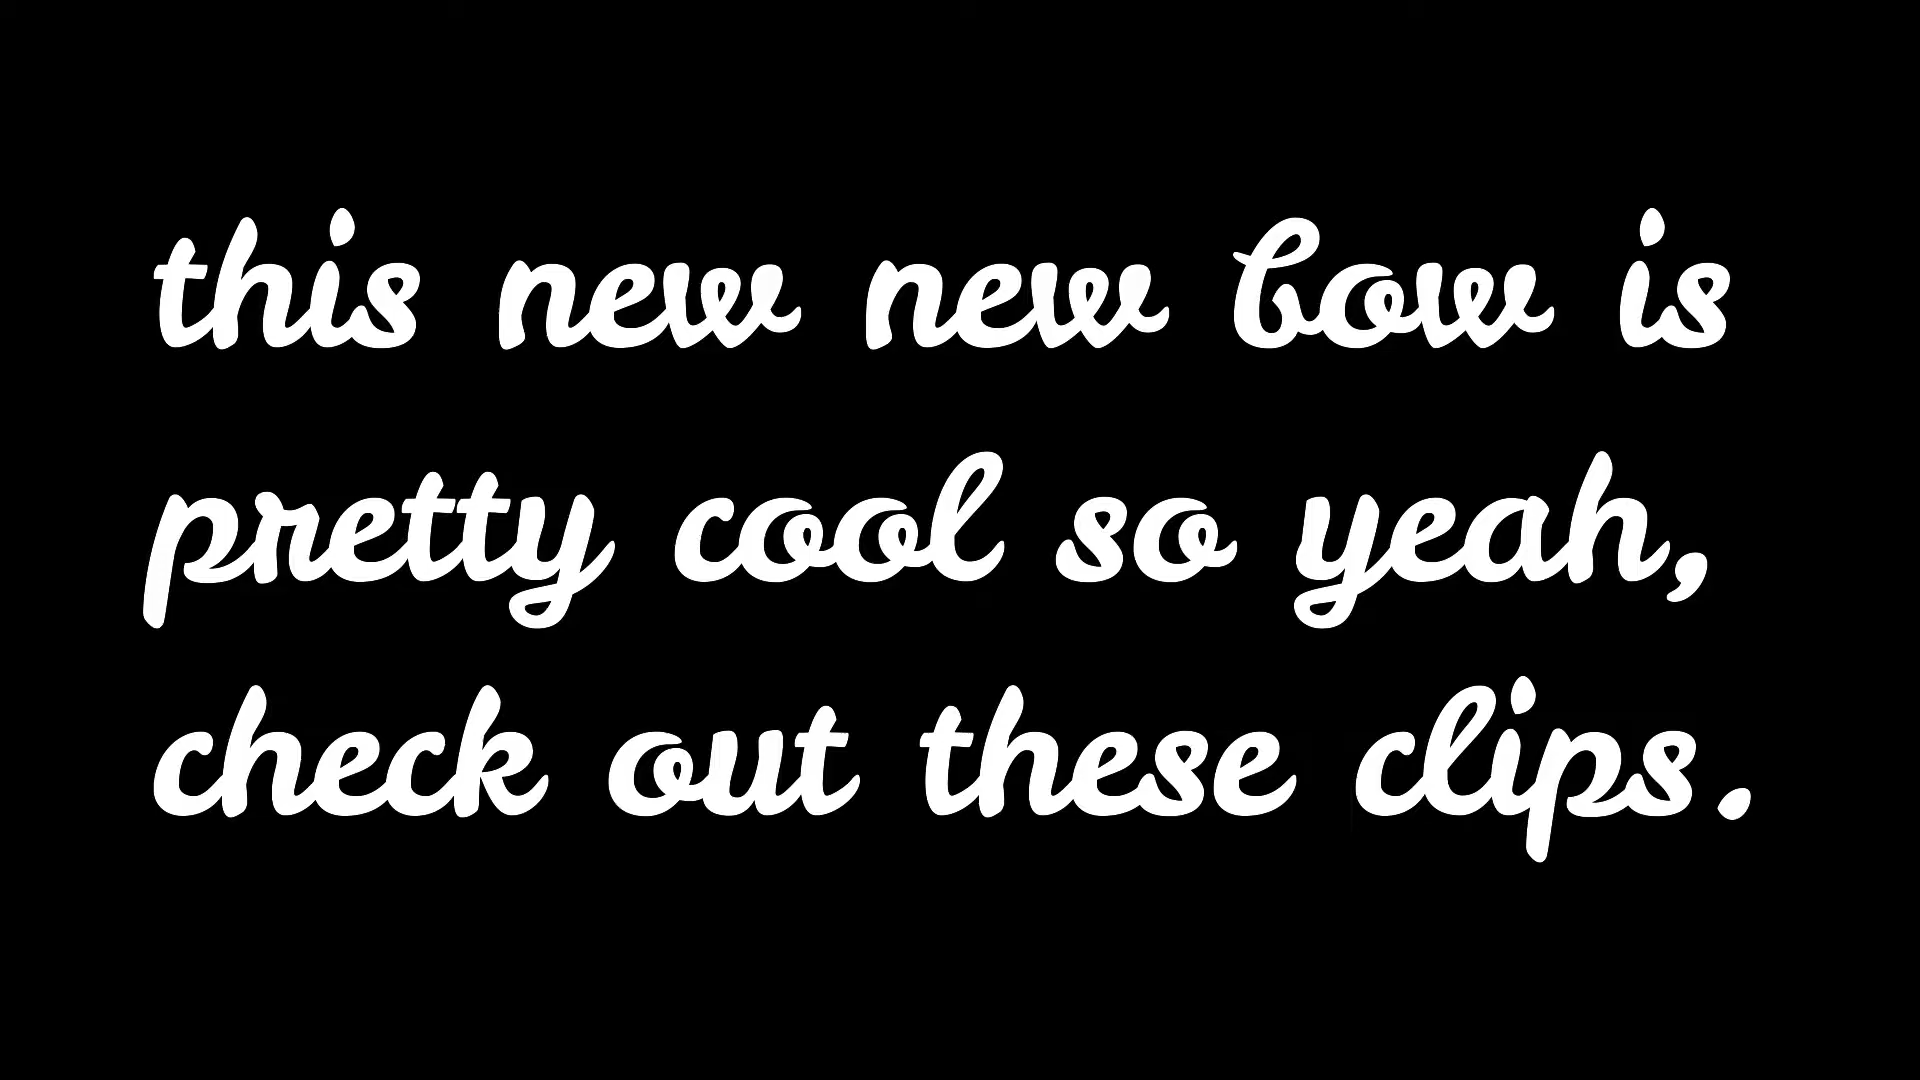 this new new bow is
pretty cool so yeah,
check out these clips.